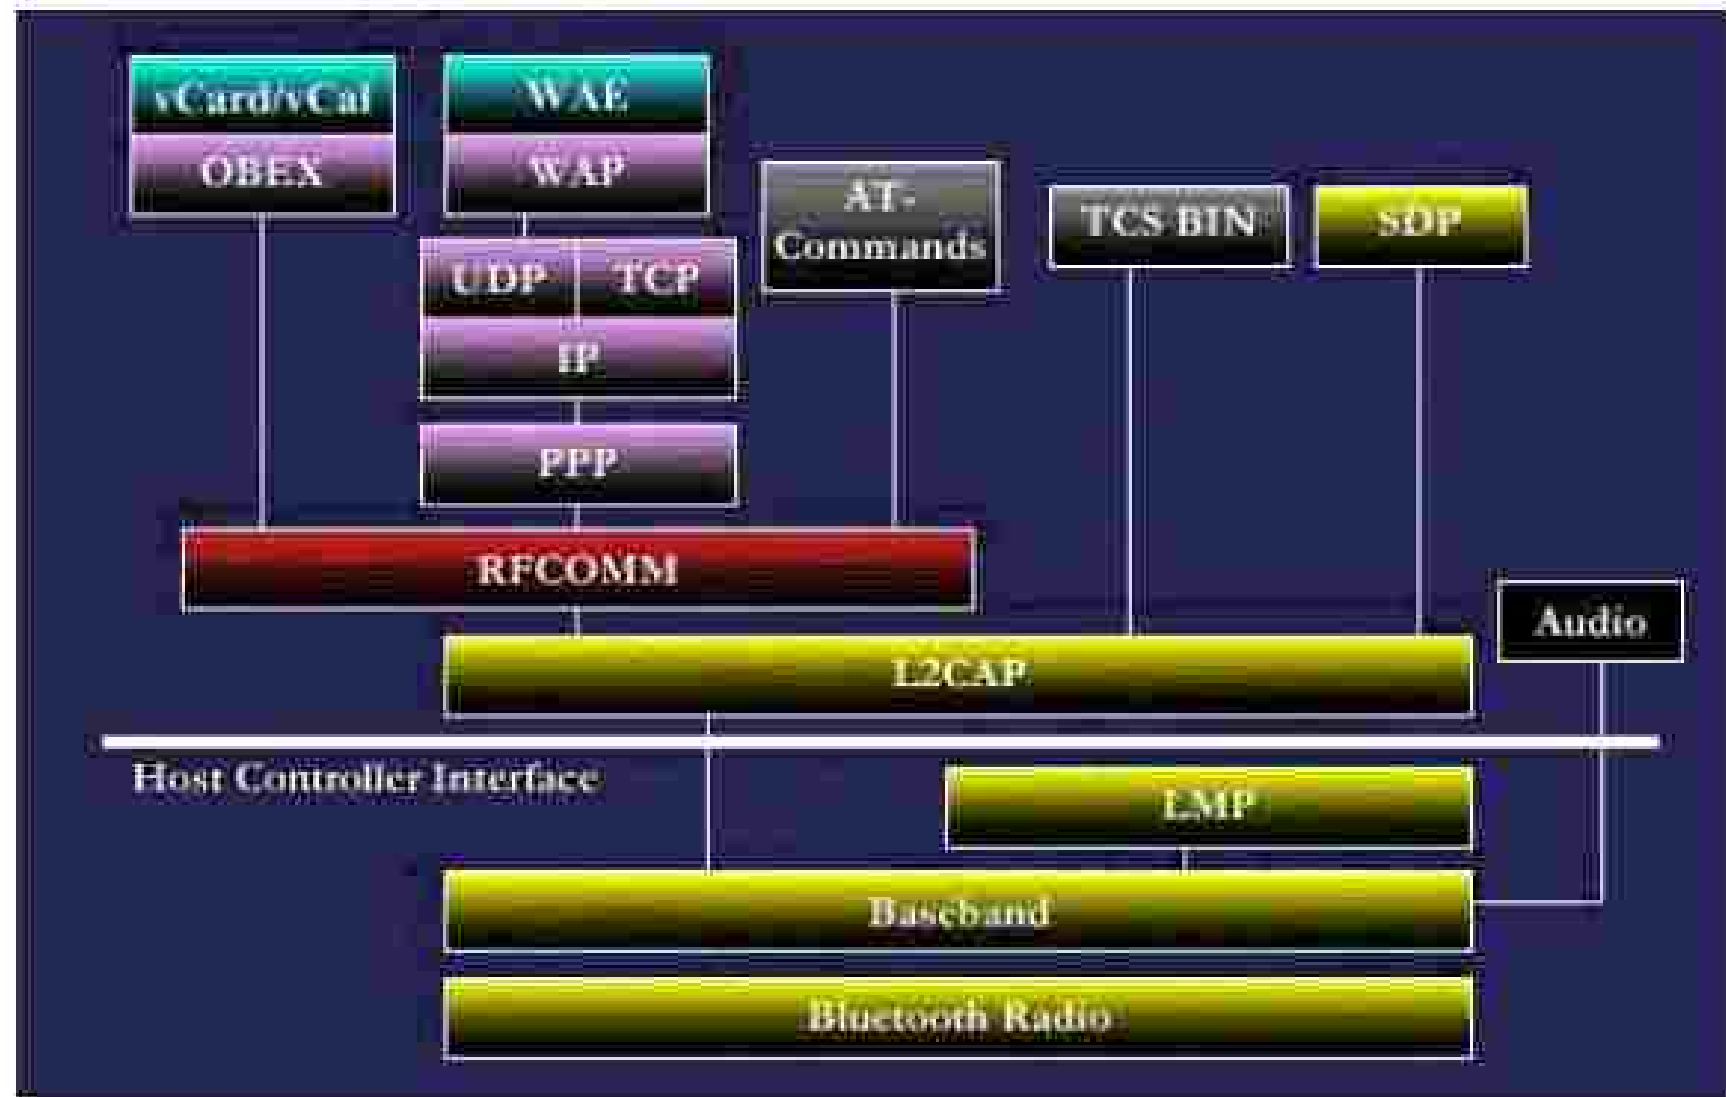 vCard/vCal
WAE
OBEX
WAP
AT-
Commands
TCS BIN
SDP
UDP
TCP
IP
PPP
RFCOMM
Audio
L2CAP
Host Controller Interface
LMP
Baseband
Bluetooth Radio